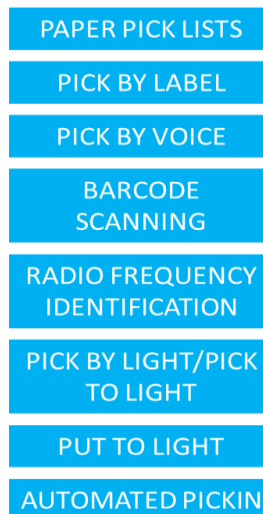 PAPER PICK LISTS
PICK BY LABEL
PICK BY VOICE
BARCODE
SCANNING
RADIO FREQUENCY
IDENTIFICATION
PICK BY LIGHT/PICK
TO LIGHT
PUT TO LIGHT
AUTOMATED PICKIN